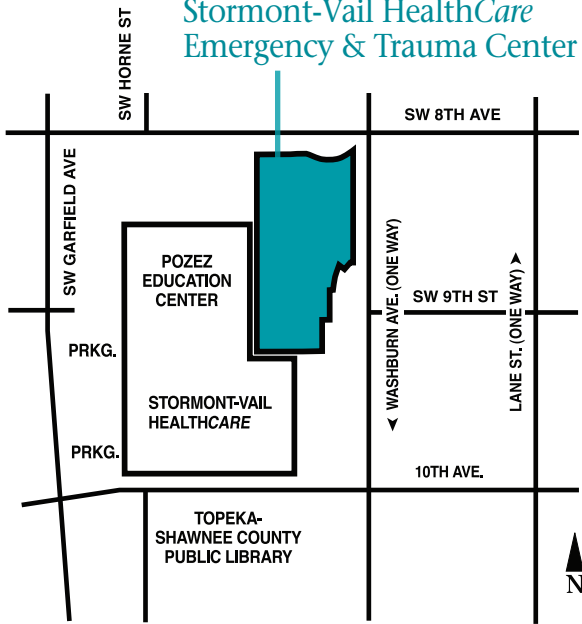 Stormont-Vail HealthCare
Emergency & Trauma Center
SW HORNE ST
SW 8TH AVE
SW GARFIELD AVE
POZEZ
EDUCATION
CENTER
WASHBURN AVE. (ONE WAY)
LANE ST. (ONE WAY)
SW 9TH ST
PRKG.
STORMONT-VAIL
HEALTHCARE
PRKG.
10TH AVE.
TOPEKA-
SHAWNEE COUNTY
PUBLIC LIBRARY
N